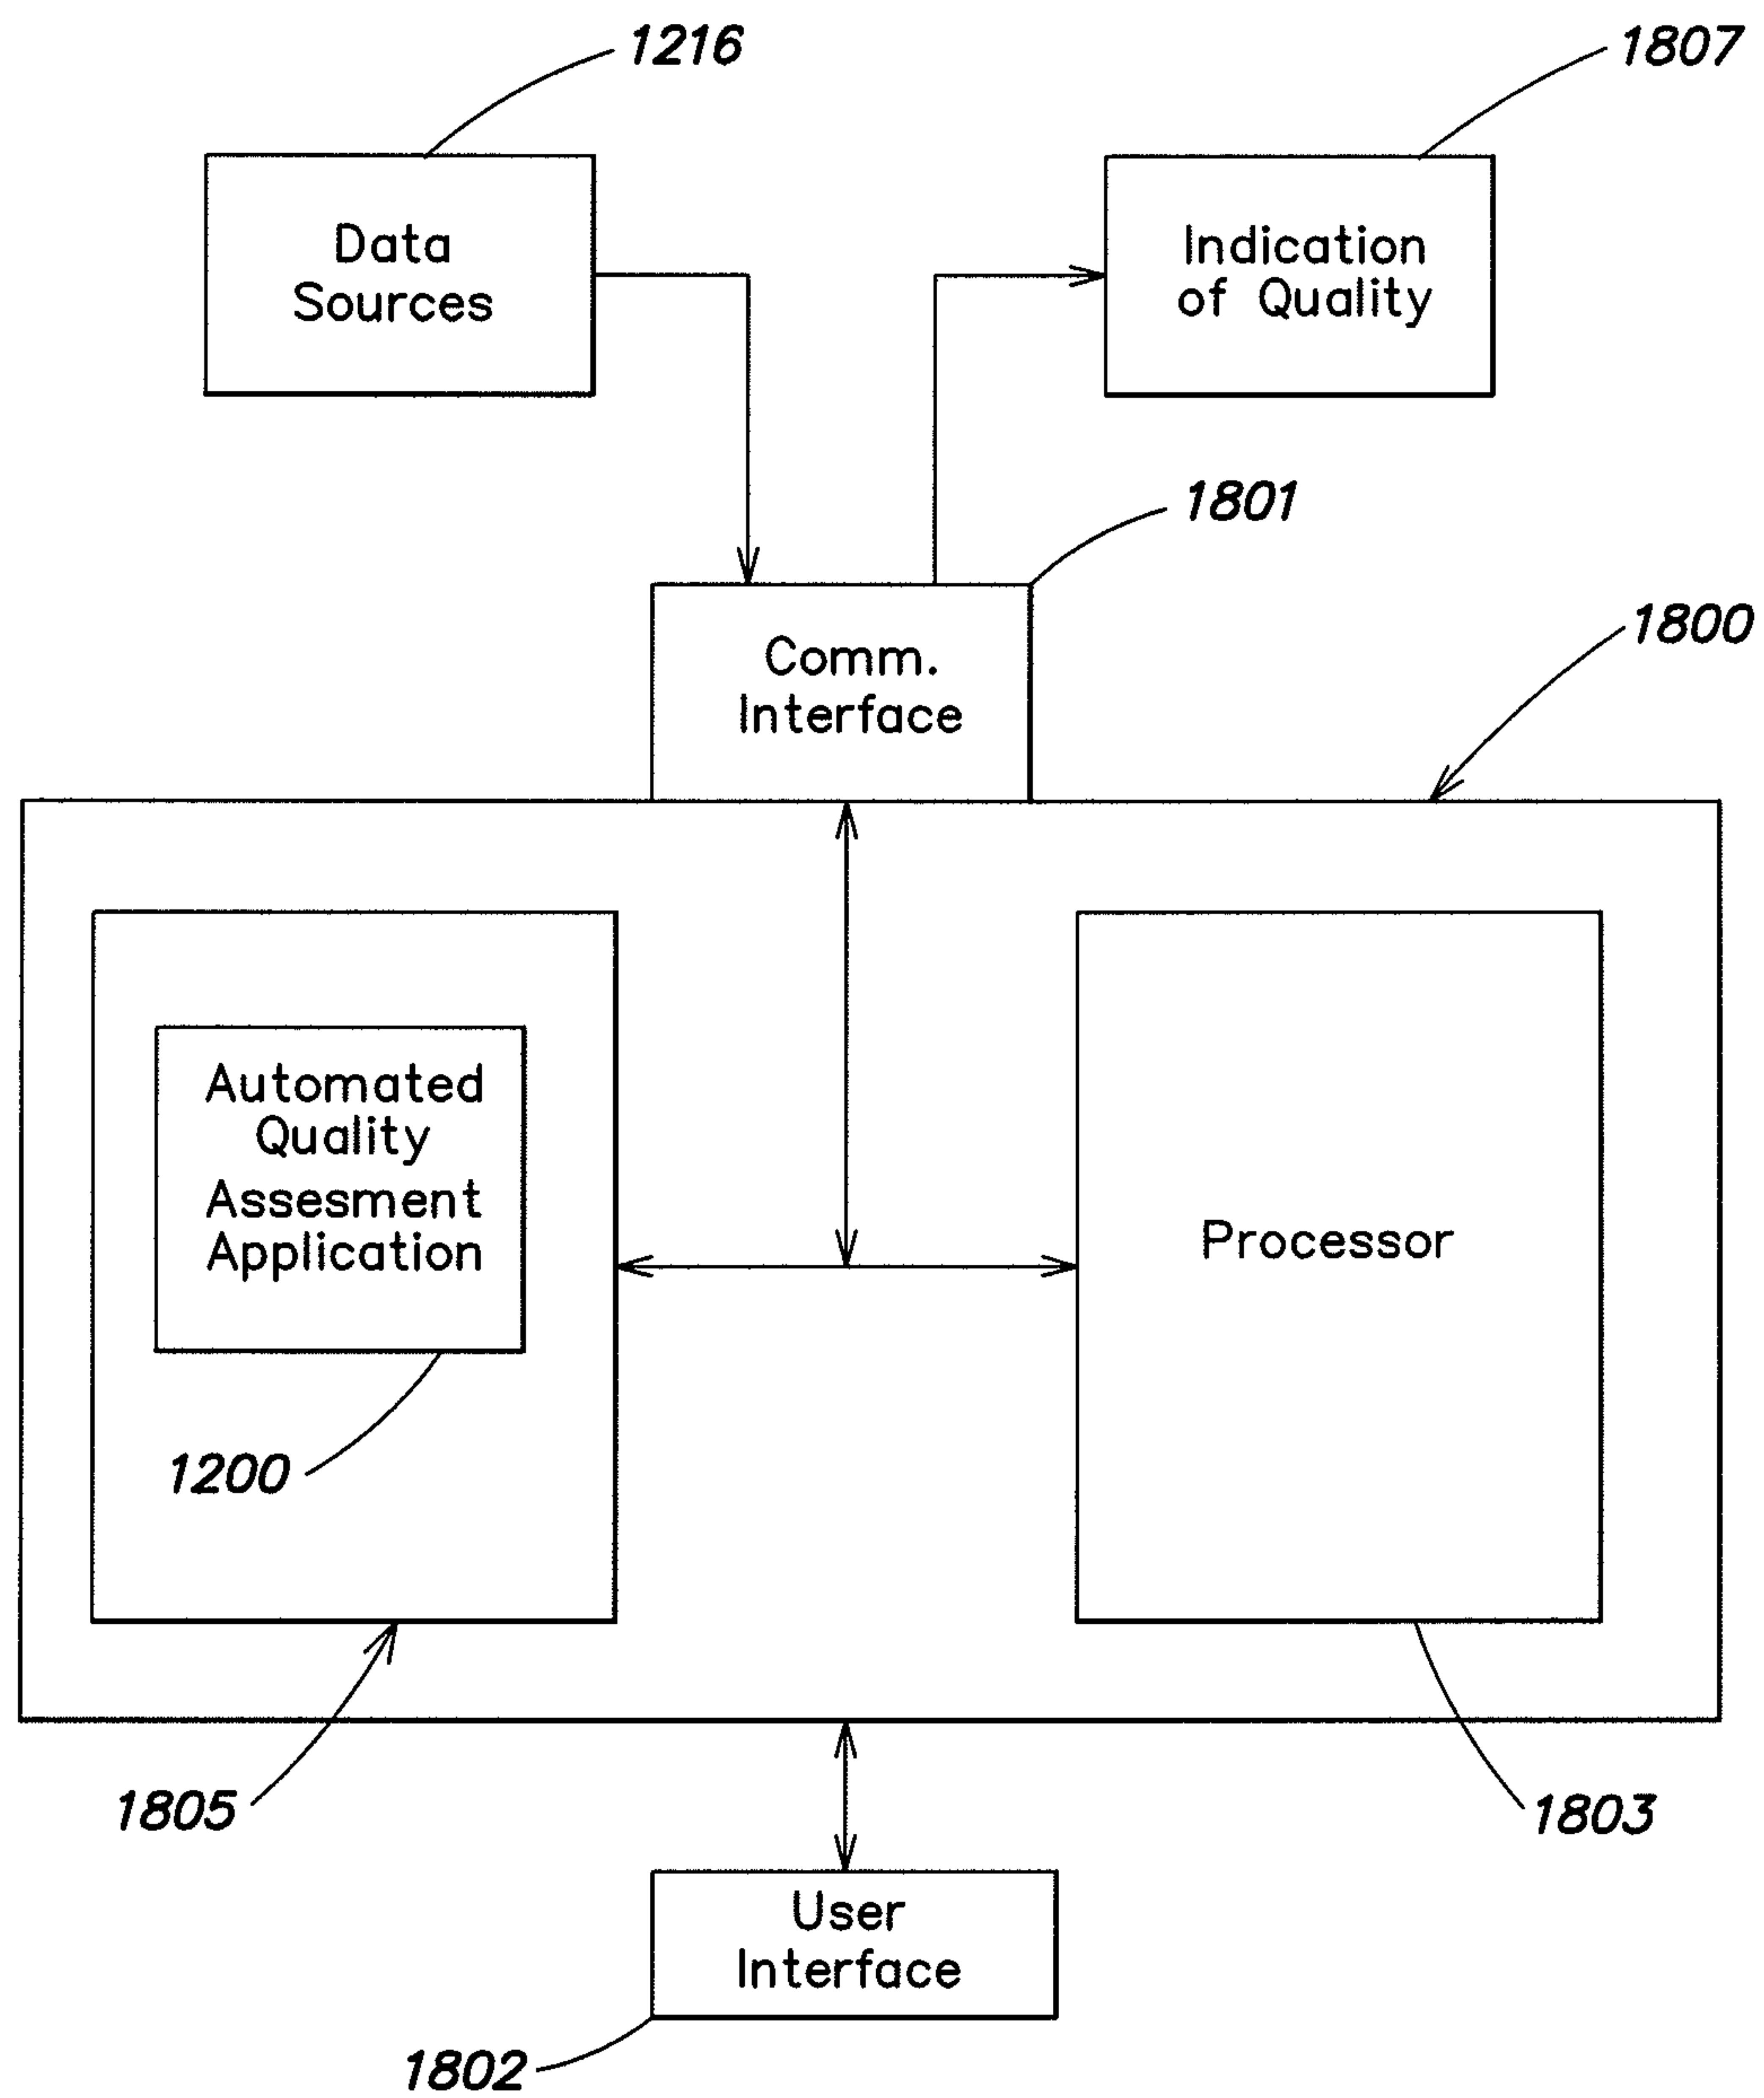 1216
1807
Data
Sources
Indication
of Quality
1801
Comm.
Interface
1800
Automated
Quality
Assesment
Application
Processor
1200
1805
1803
User
Interface
1802